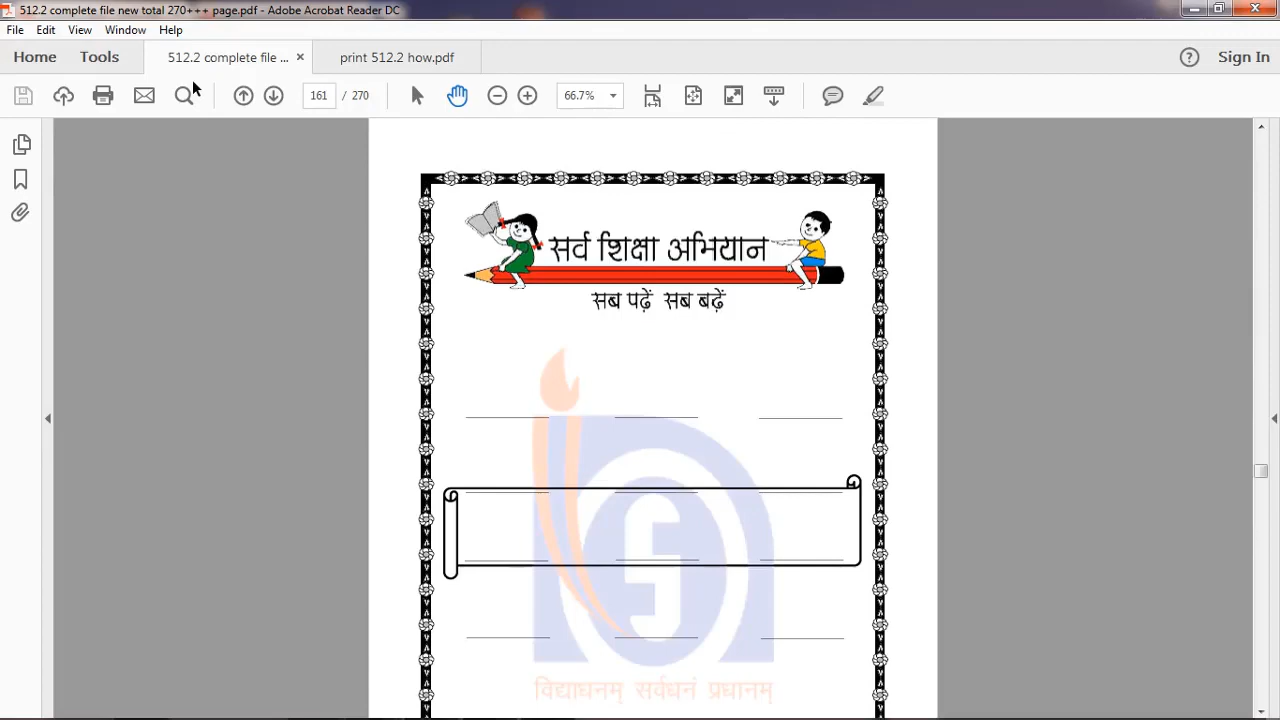 512.2 complete file new total 270+++ page.pdf - Adobe Acrobat Reader DC
File Edit View Window Help
Home Tools 512.2 complete file ... × print 512.2 how.pdf Sign In
161 / 270 66.7%
सर्व शिक्षा अभियान
सब पढ़ें सब बढ़ें
विद्याधनम् सर्वधनं प्रधानम्